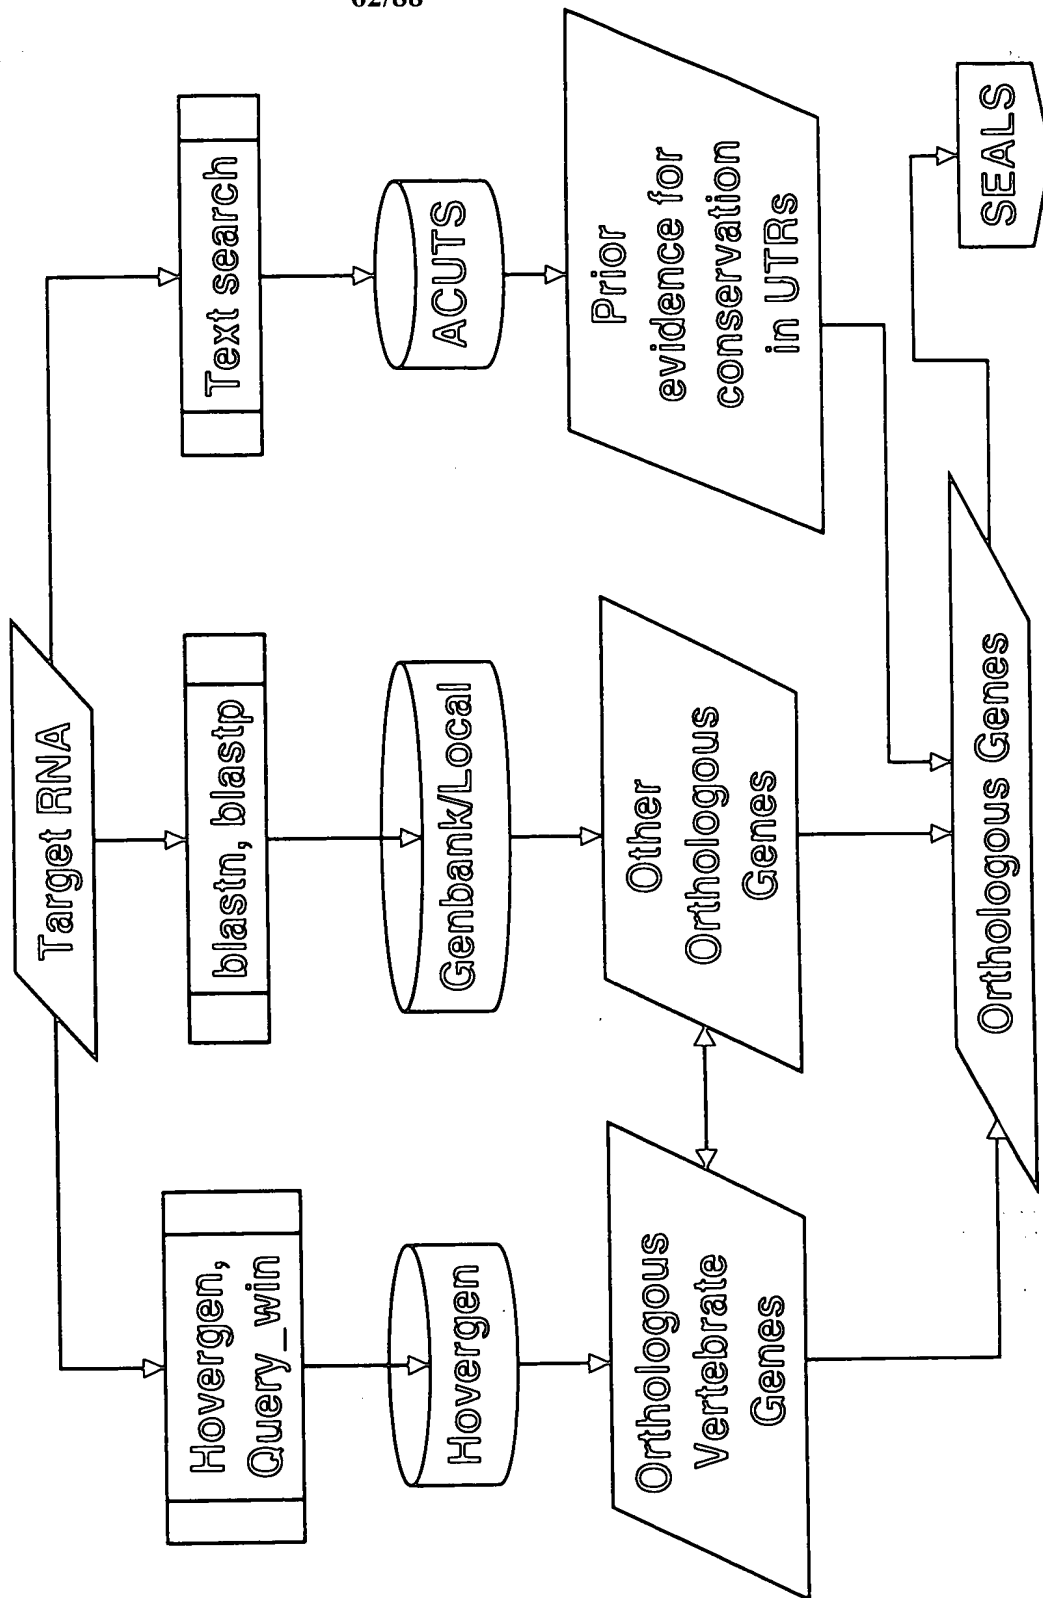 62/88
Target RNA
Hovergen,
Query_win
blastn, blastp
Text search
Hovergen
Genbank/Local
ACUTS
Orthologous
Vertebrate
Genes
Other
Orthologous
Genes
Prior
evidence for
conservation
in UTRs
Orthologous Genes
SEALS